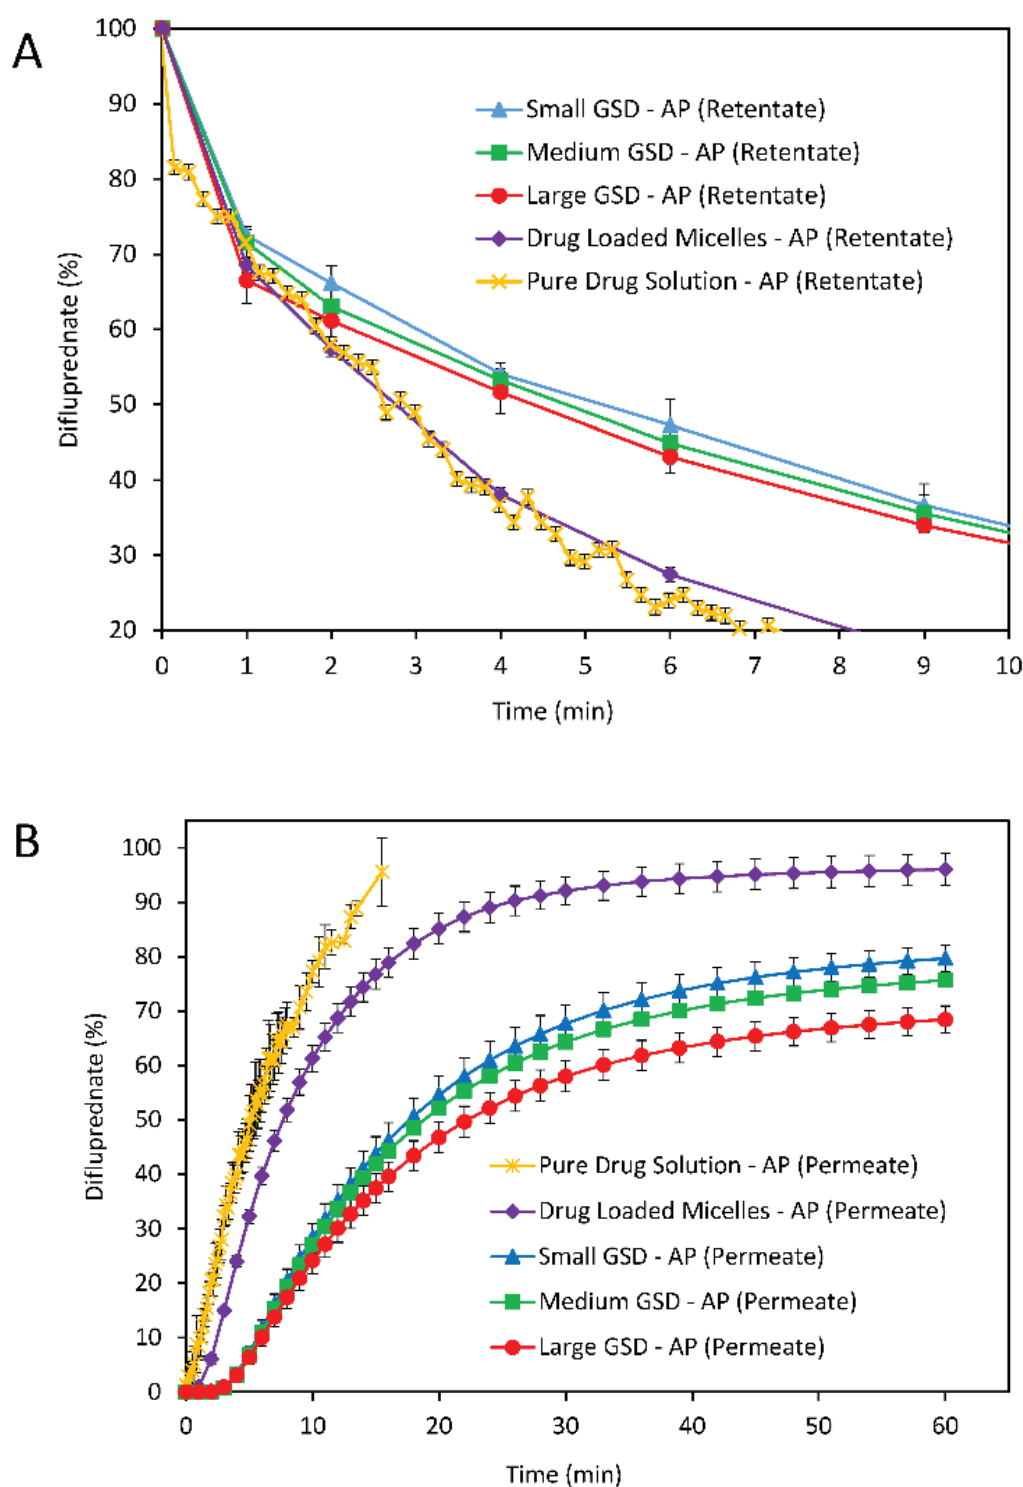 A
100
90
80
70
60
50
40
30
20
Difluprednate (%)
Small GSD - AP (Retentate)
Medium GSD - AP (Retentate)
Large GSD - AP (Retentate)
Drug Loaded Micelles - AP (Retentate)
Pure Drug Solution - AP (Retentate)
0 1 2 3 4 5 6 7 8 9 10
Time (min)
B
100
90
80
70
60
50
40
30
20
10
0
Difluprednate (%)
Pure Drug Solution - AP (Permeate)
Drug Loaded Micelles - AP (Permeate)
Small GSD - AP (Permeate)
Medium GSD - AP (Permeate)
Large GSD - AP (Permeate)
0 10 20 30 40 50 60
Time (min)